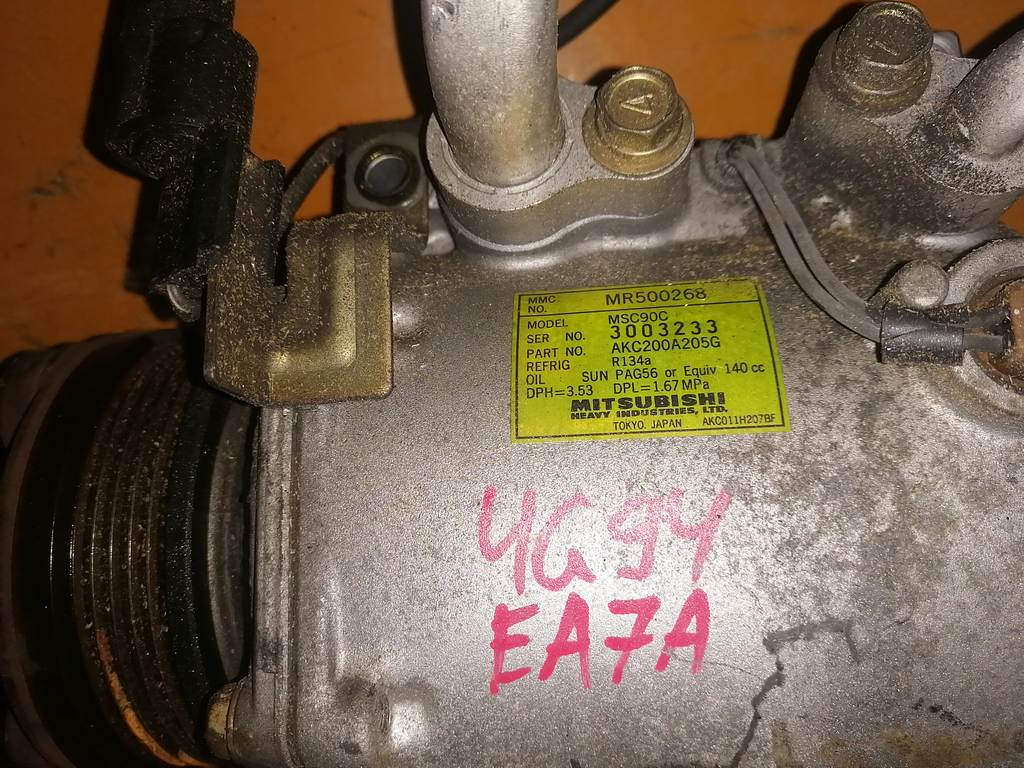 MMC NO. MR500268
MODEL MSC90C
SER NO. 3003233
PART NO. AKC200A205G
REFRIG R134a
OIL SUN PAG56 or Equiv 140 cc
DPH=3.53 DPL=1.67 MPa
MITSUBISHI
HEAVY INDUSTRIES, LTD.
TOKYO. JAPAN AKC011H207BF
4G94
EA7A